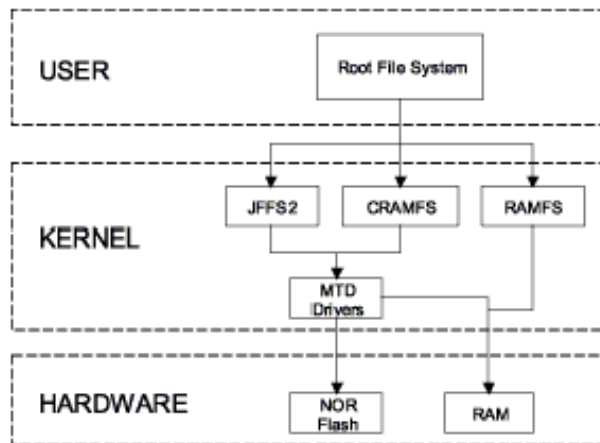 USER
Root File System
JFFS2
CRAMFS
RAMFS
KERNEL
MTD
Drivers
HARDWARE
NOR
Flash
RAM